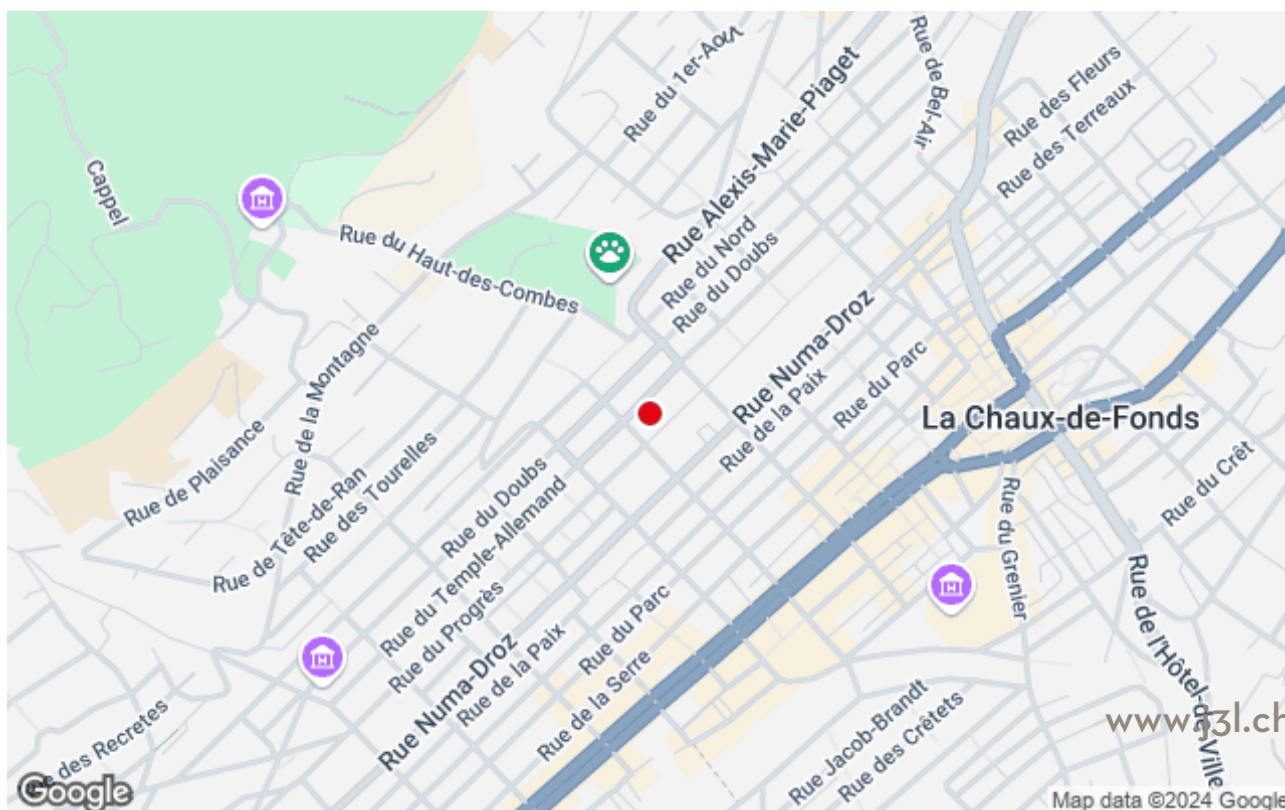 Rue du 1er-Août
Rue de Bel-Air
Rue Alexis-Marie-Piaget
Rue des Fleurs
Rue des Terreaux
Cappel
Rue du Haut-des-Combes
Rue du Nord
Rue du Doubs
Rue Numa-Droz
Rue de la Paix
Rue du Parc
La Chaux-de-Fonds
Rue de la Montagne
Rue de Plaisance
Rue de Tête-de-Ran
Rue des Tourelles
Rue du Doubs
Rue du Temple-Allemand
Rue du Progrès
Rue Numa-Droz
Rue de la Paix
Rue du Parc
Rue de la Serre
Rue du Crêt
Rue du Grenier
Rue de l'Hôtel-de-Ville
Rue Jacob-Brandt
Rue des Crêtets
Rue des Recretes
www.j3l.ch
Google
Map data ©2024 Google